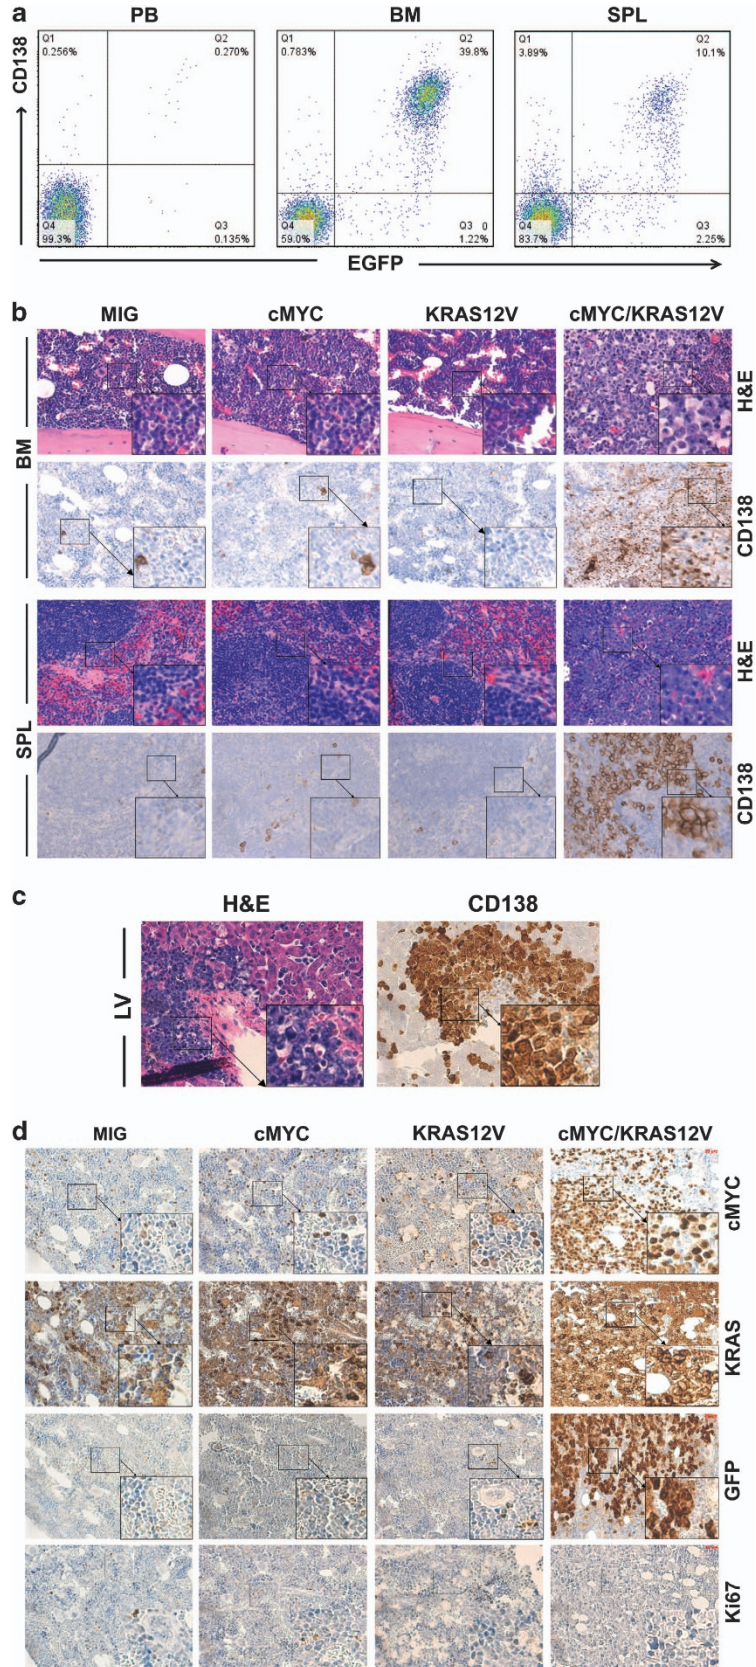 a
PB
BM
SPL
CD138
Q1
0.256%
Q2
0.270%
Q4
99.3%
Q3
0.135%
Q1
0.783%
Q2
39.8%
Q4
59.0%
Q3 0
1.22%
Q1
3.89%
Q2
10.1%
Q4
83.7%
Q3
2.25%
EGFP
b
MIG
cMYC
KRAS12V
cMYC/KRAS12V
BM
H&E
CD138
SPL
H&E
CD138
c
H&E
CD138
LV
d
MIG
cMYC
KRAS12V
cMYC/KRAS12V
cMYC
KRAS
GFP
Ki67